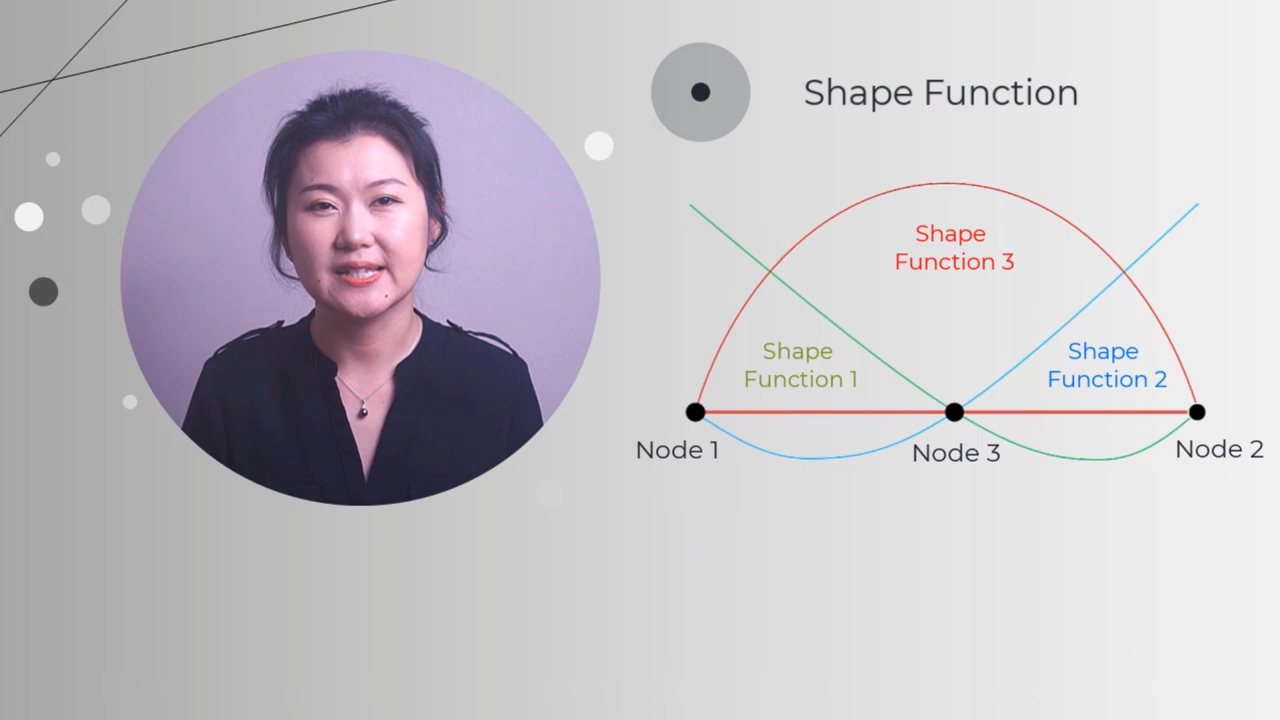 Shape Function
Shape
Function 3
Shape
Function 1
Shape
Function 2
Node 1
Node 3
Node 2